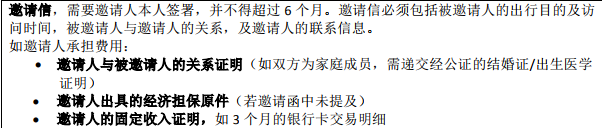 邀请信，需要邀请人本人签署，并不得超过 6 个月。邀请信必须包括被邀请人的出行目的及访
问时间，被邀请人与邀请人的关系，及邀请人的联系信息。
如邀请人承担费用：
• 邀请人与被邀请人的关系证明（如双方为家庭成员，需递交经公证的结婚证/出生医学
证明）
• 邀请人出具的经济担保原件（若邀请函中未提及）
• 邀请人的固定收入证明，如 3 个月的银行卡交易明细